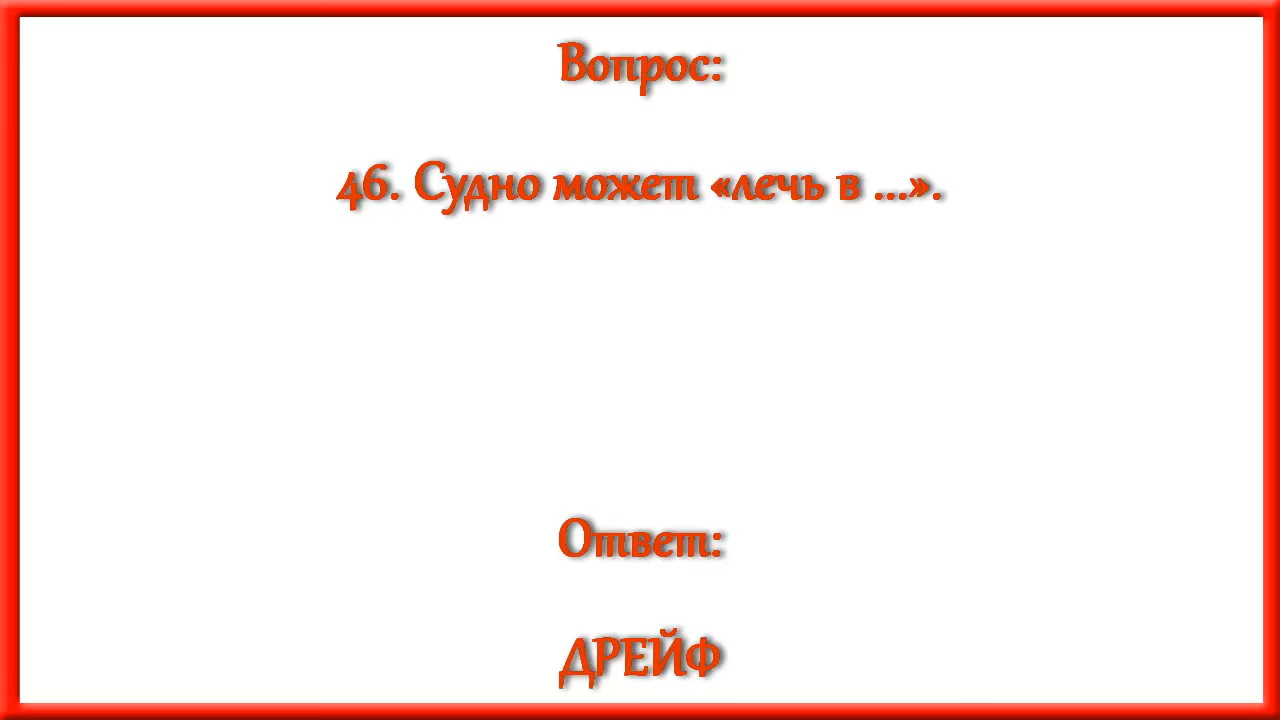 Вопрос:
46. Судно может «лечь в ...».
Ответ:
ДРЕЙФ